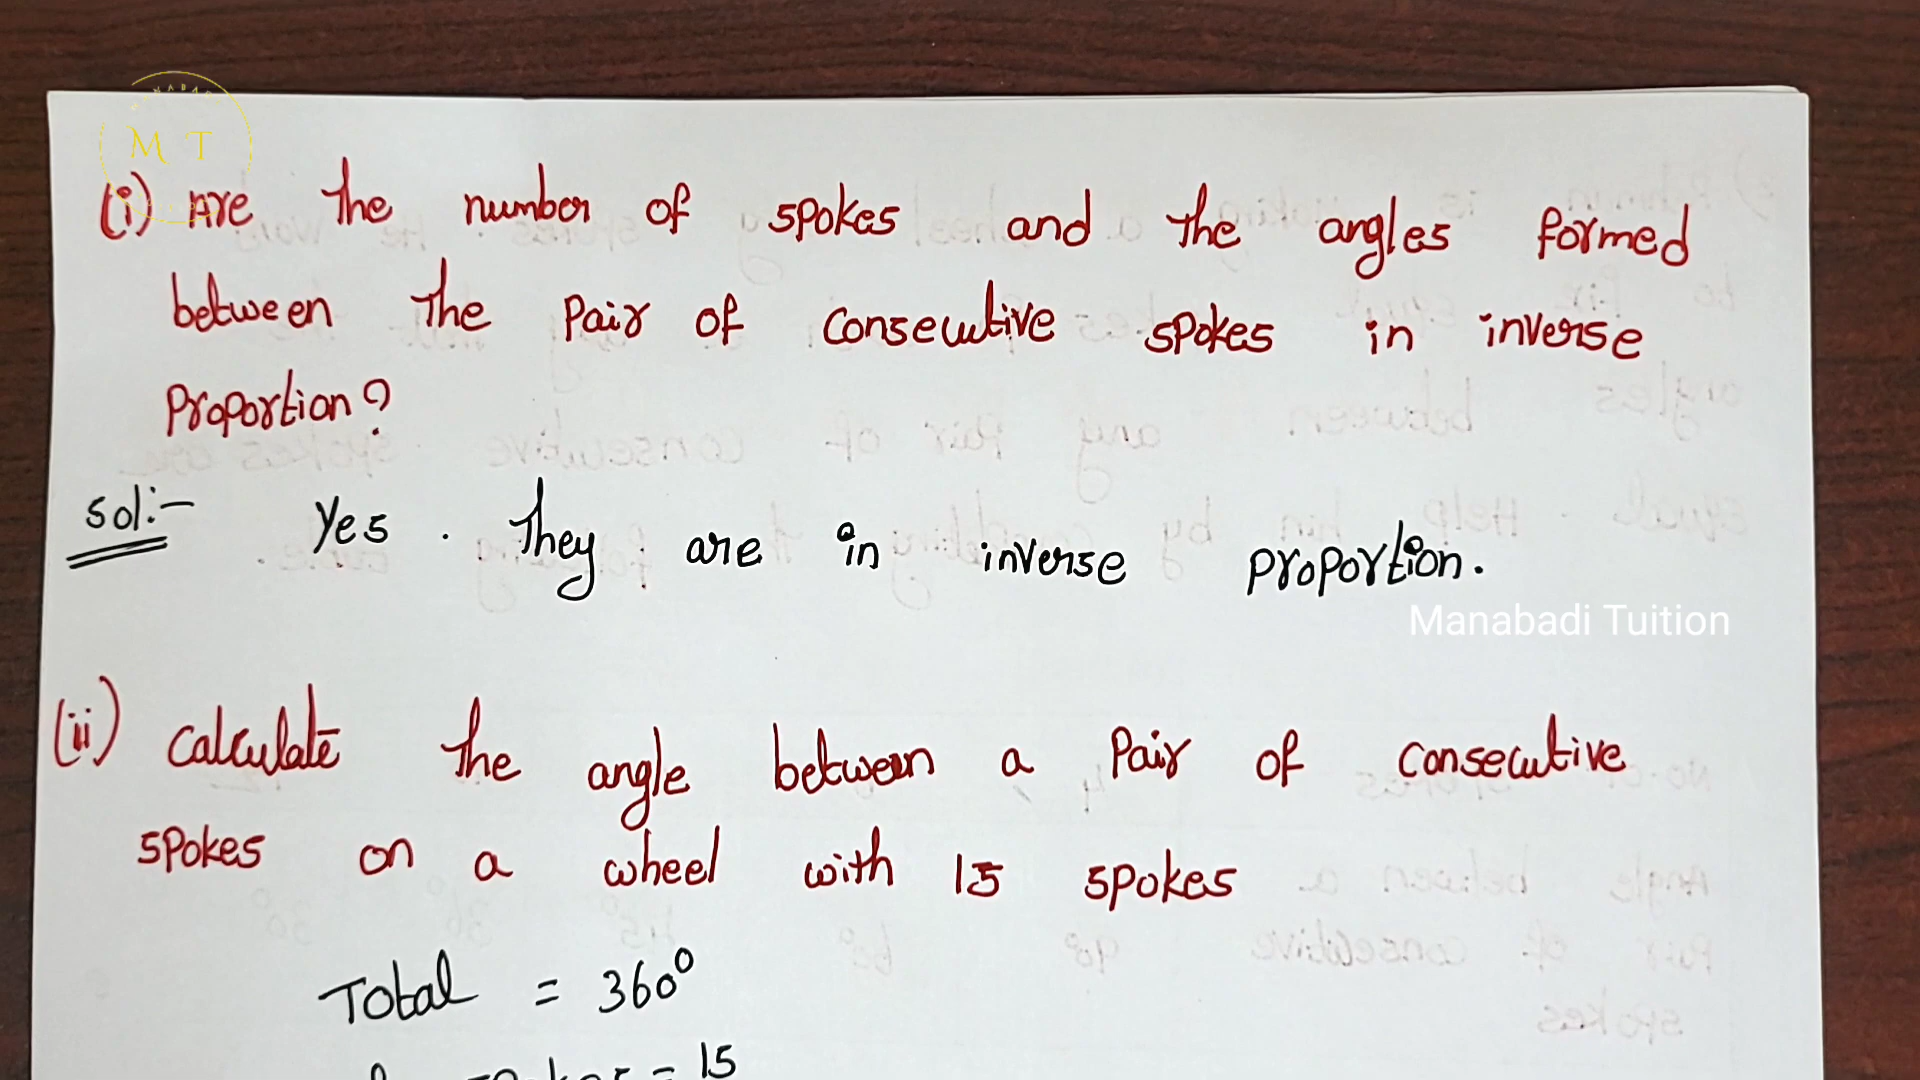 MT
(i) Are the number of spokes and the angles formed
between the Pair of consecutive spokes in inverse
Proportion?
Sol:- Yes. They are in inverse proportion.
Manabadi Tuition
(ii) Calculate the angle between a Pair of consecutive
spokes on a wheel with 15 spokes
Total = 360°
= 15